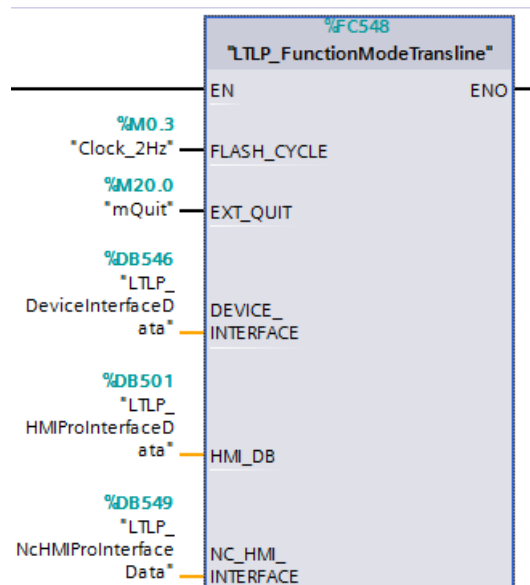 %FC548
"LTLP_FunctionModeTransline"
EN
ENO
%M0.3
"Clock_2Hz"
FLASH_CYCLE
%M20.0
"mQuit"
EXT_QUIT
%DB546
"LTLP_
DeviceInterfaceD
ata"
DEVICE_
INTERFACE
%DB501
"LTLP_
HMIProInterfaceD
ata"
HMI_DB
%DB549
"LTLP_
NcHMIProInterface
Data"
NC_HMI_
INTERFACE